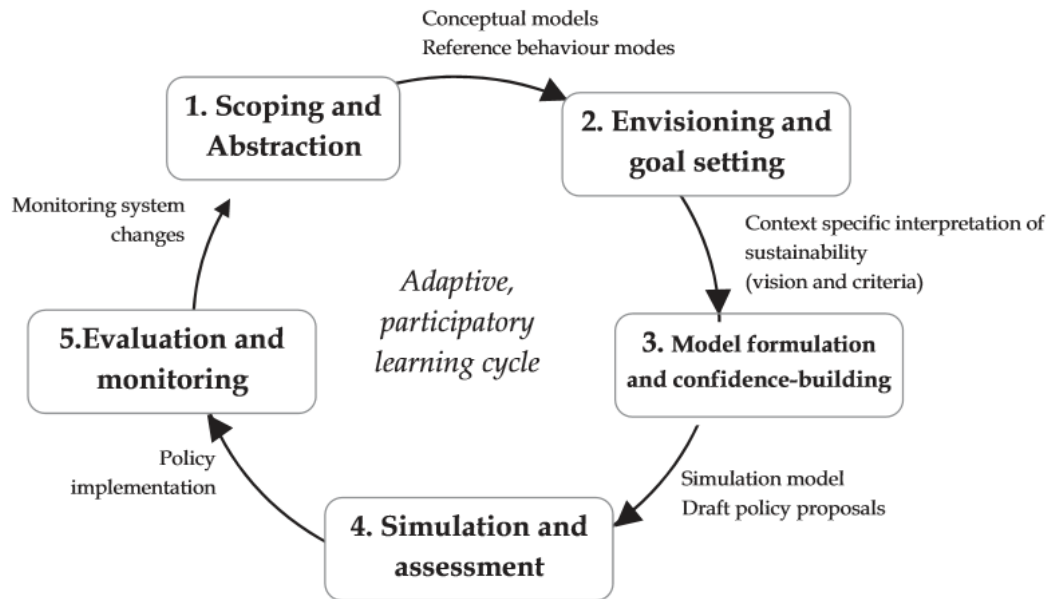 Conceptual models
Reference behaviour modes
1. Scoping and
Abstraction
2. Envisioning and
goal setting
Monitoring system
changes
Context specific interpretation of
sustainability
(vision and criteria)
Adaptive,
participatory
learning cycle
5.Evaluation and
monitoring
3. Model formulation
and confidence-building
Policy
implementation
Simulation model
Draft policy proposals
4. Simulation and
assessment